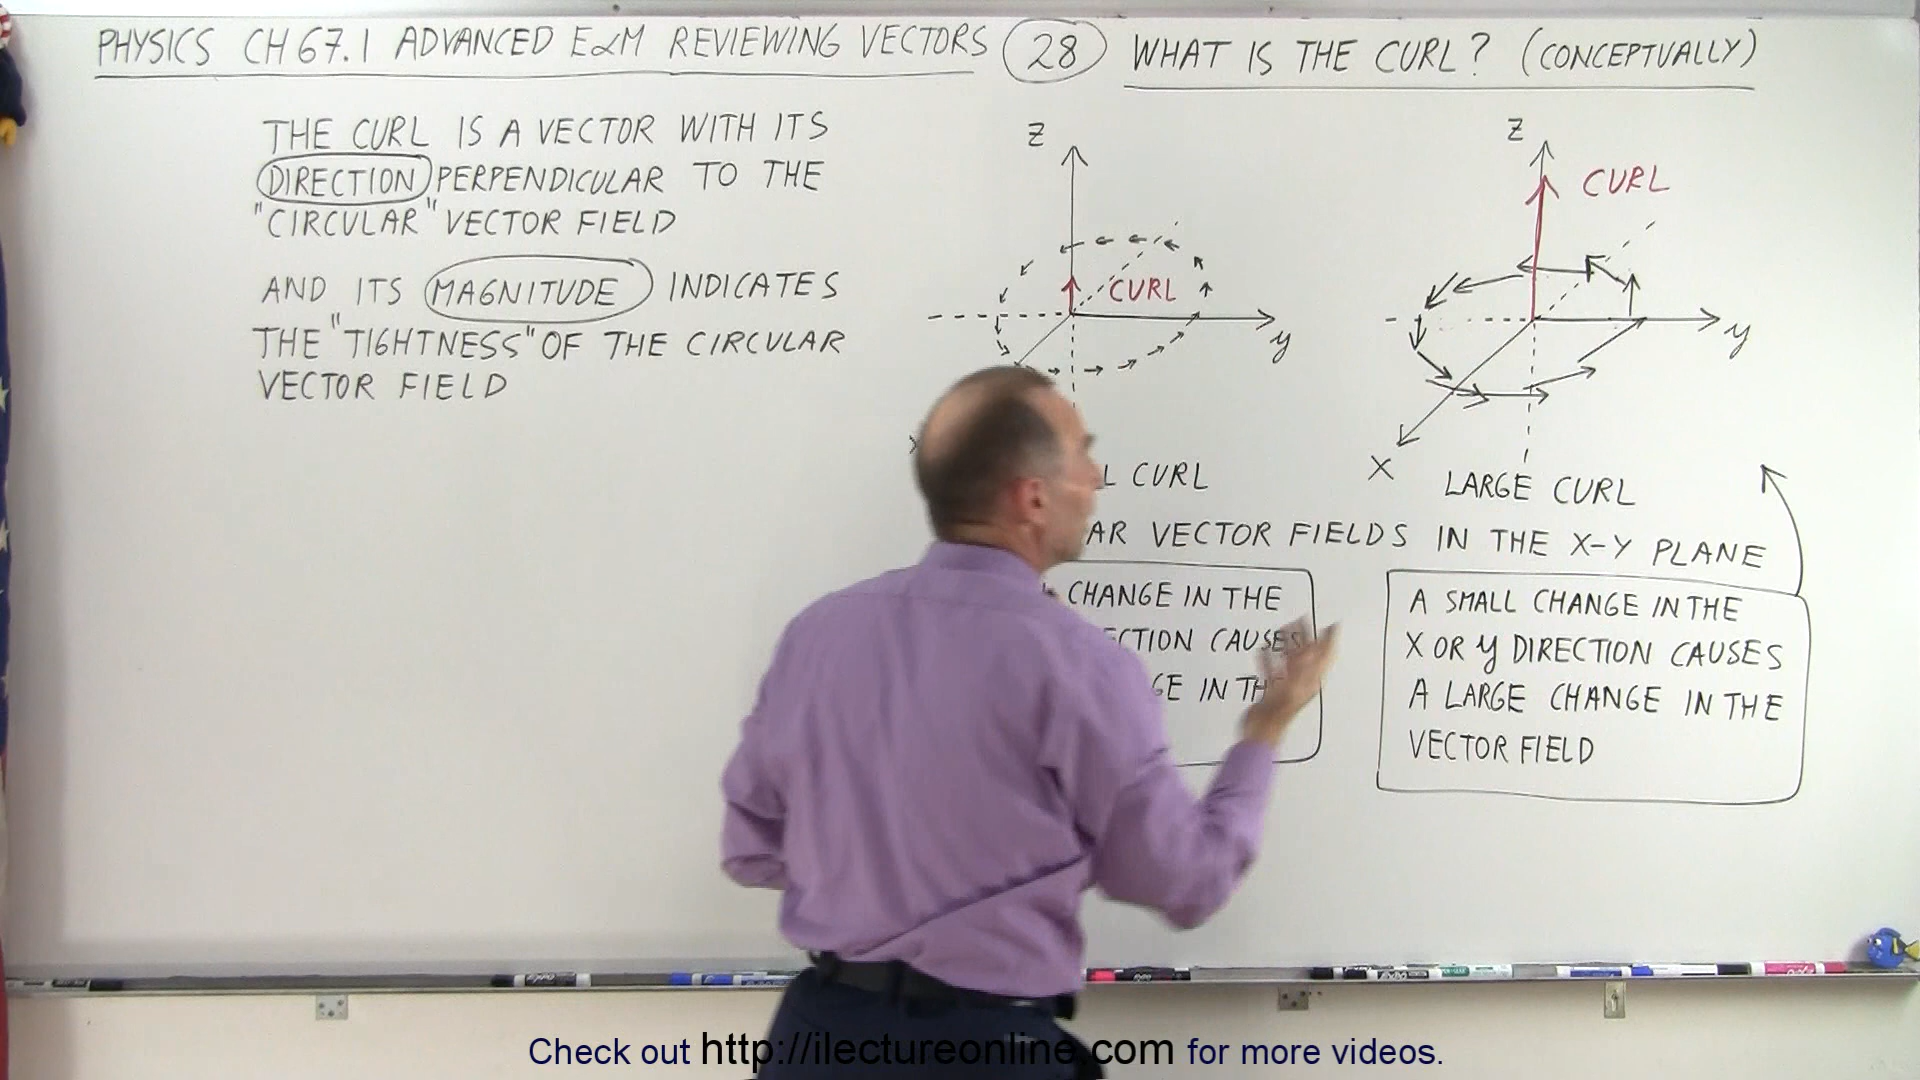 PHYSICS CH 67.1 ADVANCED E&M REVIEWING VECTORS 28 WHAT IS THE CURL? (CONCEPTUALLY)
THE CURL IS A VECTOR WITH ITS
DIRECTION PERPENDICULAR TO THE
"CIRCULAR" VECTOR FIELD
AND ITS MAGNITUDE INDICATES
THE "TIGHTNESS" OF THE CIRCULAR
VECTOR FIELD
Z
CURL
y
CURL
Z
CURL
y
X
LARGE CURL
VECTOR FIELDS IN THE X-Y PLANE
CHANGE IN THE
CAUSES
IN THE
A SMALL CHANGE IN THE
X OR y DIRECTION CAUSES
A LARGE CHANGE IN THE
VECTOR FIELD
Check out http://ilectureonline.com for more videos.